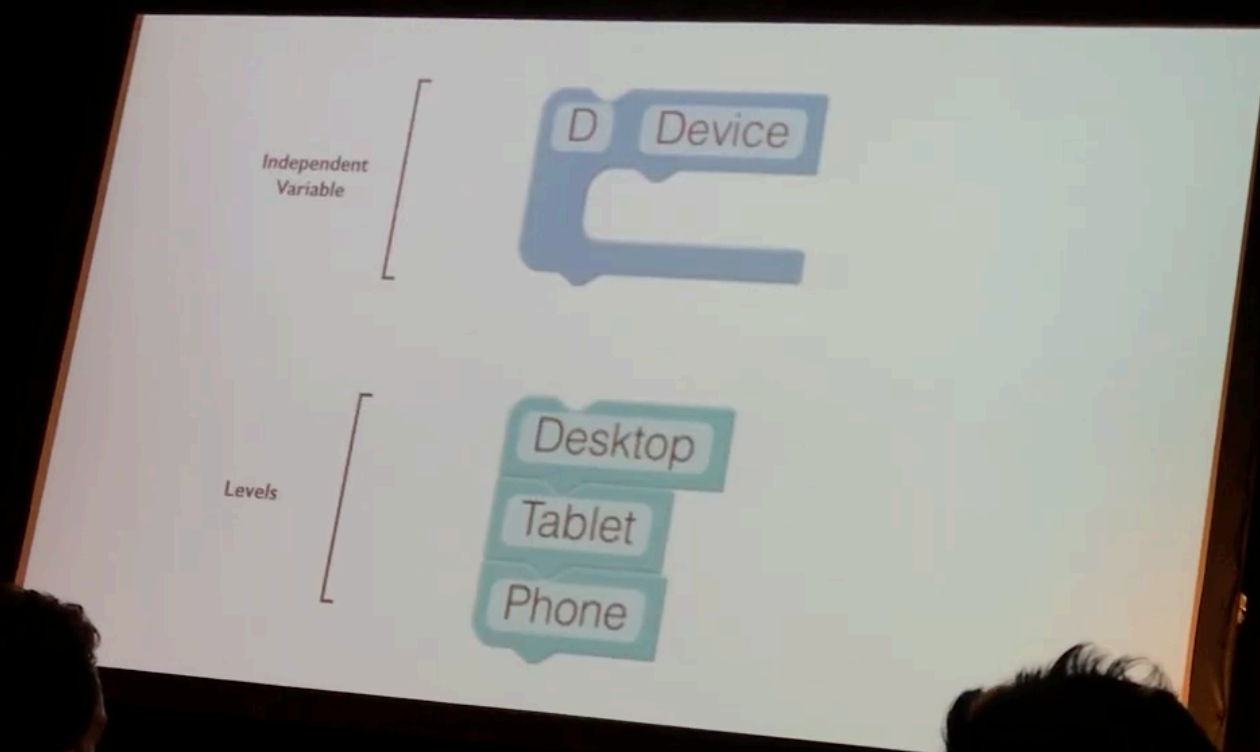 Independent
Variable
D Device
Levels
Desktop
Tablet
Phone